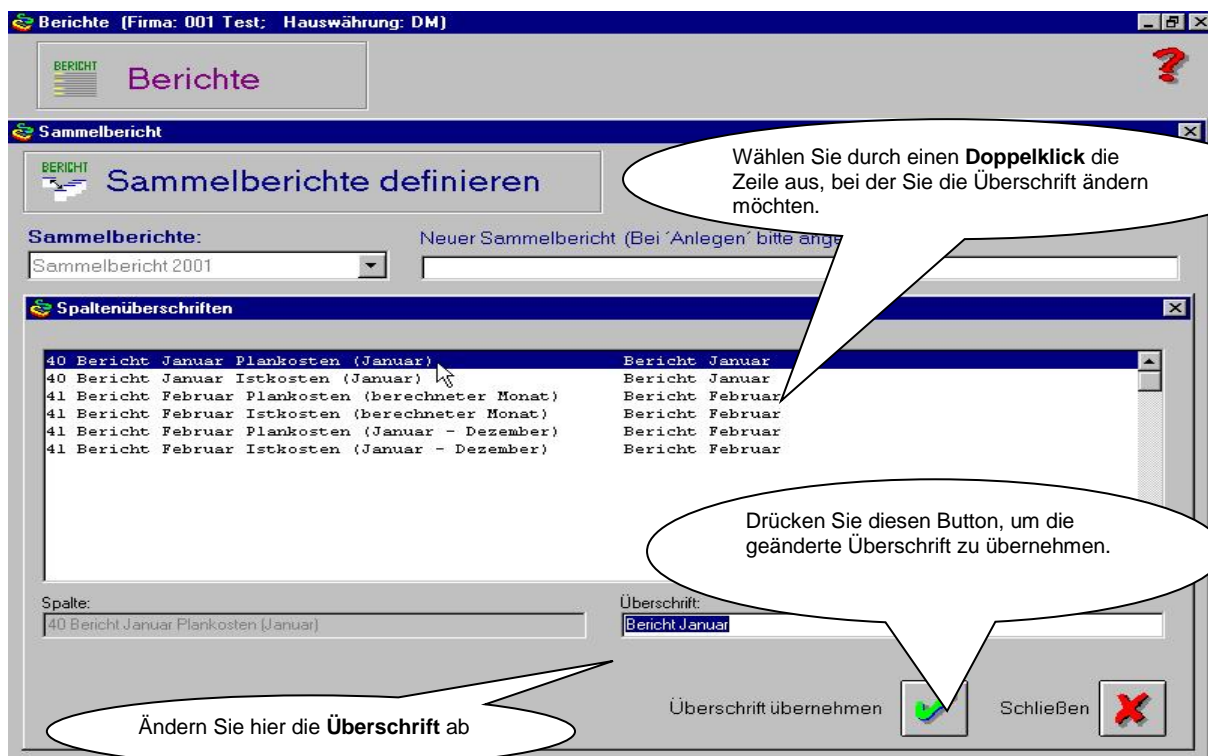 Berichte (Firma: 001 Test; Hauswährung: DM)
BERICHT
Berichte
Sammelbericht
BERICHT
Sammelberichte definieren
Wählen Sie durch einen Doppelklick die
Zeile aus, bei der Sie die Überschrift ändern
möchten.
Sammelberichte:
Neuer Sammelbericht (Bei ´Anlegen´ bitte
Sammelbericht 2001
Spaltenüberschriften
40 Bericht Januar Plankosten (Januar) Bericht Januar
40 Bericht Januar Istkosten (Januar) Bericht Januar
41 Bericht Februar Plankosten (berechneter Monat) Bericht Februar
41 Bericht Februar Istkosten (berechneter Monat) Bericht Februar
41 Bericht Februar Plankosten (Januar - Dezember) Bericht Februar
41 Bericht Februar Istkosten (Januar - Dezember) Bericht Februar
Drücken Sie diesen Button, um die
geänderte Überschrift zu übernehmen.
Spalte:
Überschrift:
40 Bericht Januar Plankosten (Januar)
Bericht Januar
Ändern Sie hier die Überschrift ab
Überschrift übernehmen
Schließen